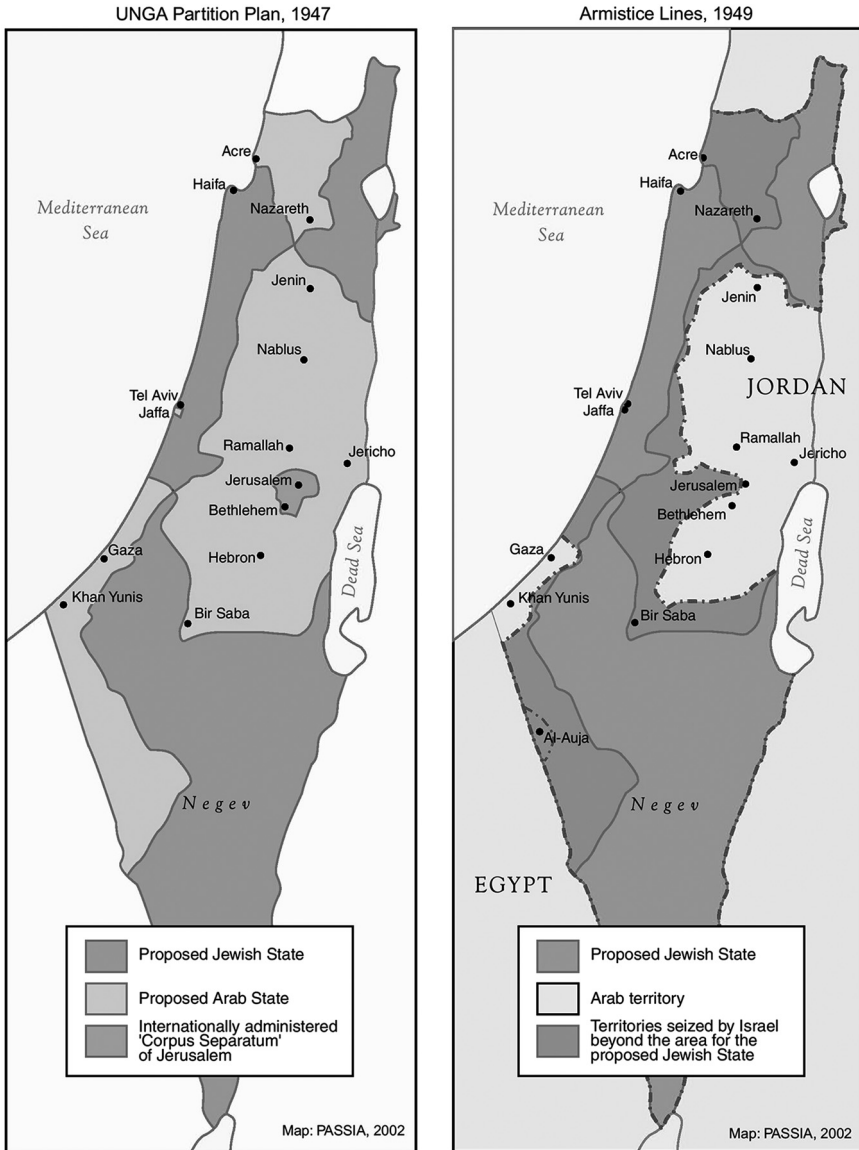 UNGA Partition Plan, 1947
Acre
Haifa
Mediterranean
Sea
Nazareth
Jenin
Nablus
Tel Aviv
Jaffa
Ramallah
Jericho
Jerusalem
Bethlehem
Gaza
Hebron
Dead Sea
Khan Yunis
Bir Saba
Negev
Proposed Jewish State
Proposed Arab State
Internationally administered
'Corpus Separatum'
of Jerusalem
Map: PASSIA, 2002
Armistice Lines, 1949
Acre
Haifa
Mediterranean
Sea
Nazareth
Jenin
Nablus
JORDAN
Tel Aviv
Jaffa
Ramallah
Jericho
Jerusalem
Bethlehem
Gaza
Hebron
Dead Sea
Khan Yunis
Bir Saba
Al-Auja
Negev
EGYPT
Proposed Jewish State
Arab territory
Territories seized by Israel
beyond the area for the
proposed Jewish State
Map: PASSIA, 2002